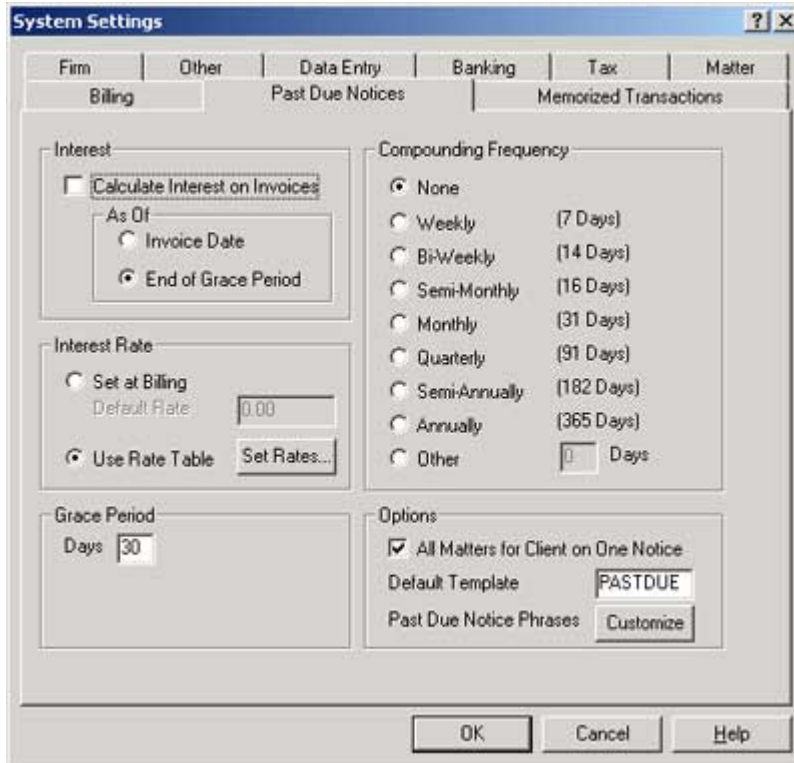 System Settings
Firm Other Data Entry Banking Tax Matter
Billing Past Due Notices Memorized Transactions
Interest
Calculate Interest on Invoices
As Of
Invoice Date
End of Grace Period
Interest Rate
Set at Billing
Default Rate 0.00
Use Rate Table Set Rates...
Grace Period
Days 30
Compounding Frequency
None
Weekly (7 Days)
Bi-Weekly (14 Days)
Semi-Monthly (16 Days)
Monthly (31 Days)
Quarterly (91 Days)
Semi-Annually (182 Days)
Annually (365 Days)
Other 0 Days
Options
All Matters for Client on One Notice
Default Template PASTDUE
Past Due Notice Phrases Customize
OK Cancel Help